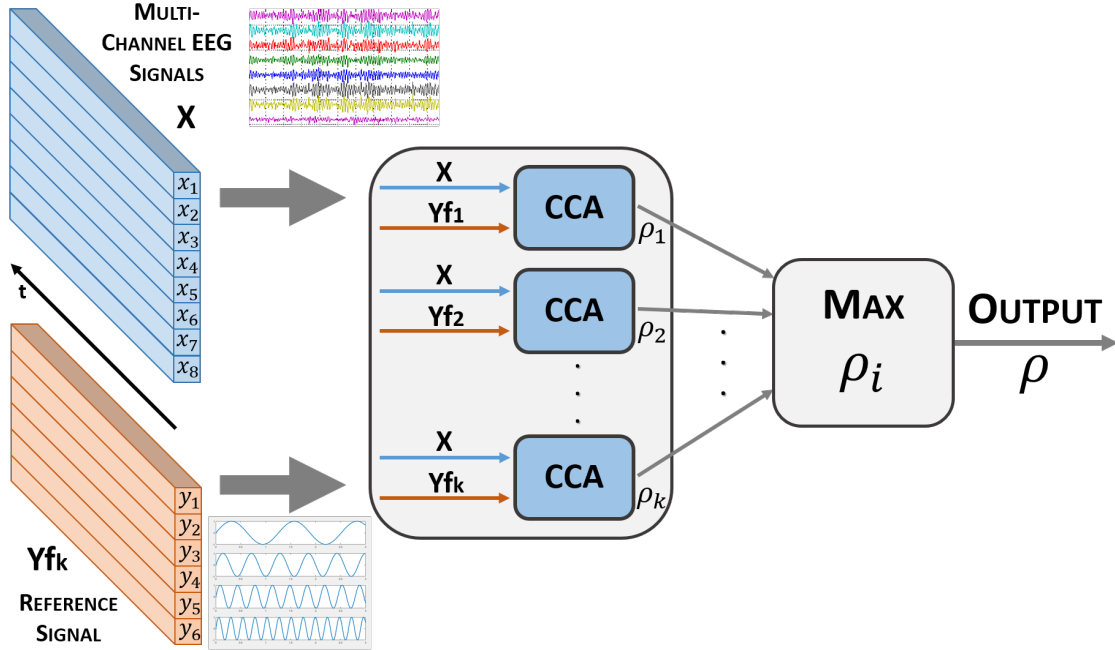 MULTI-
CHANNEL EEG
SIGNALS
X
x1
x2
x3
x4
x5
x6
x7
x8
t
y1
y2
y3
y4
y5
y6
Yfk
REFERENCE
SIGNAL
X
Yf1
CCA
ρ1
X
Yf2
CCA
ρ2
X
Yfk
CCA
ρk
MAX
ρi
OUTPUT
ρ